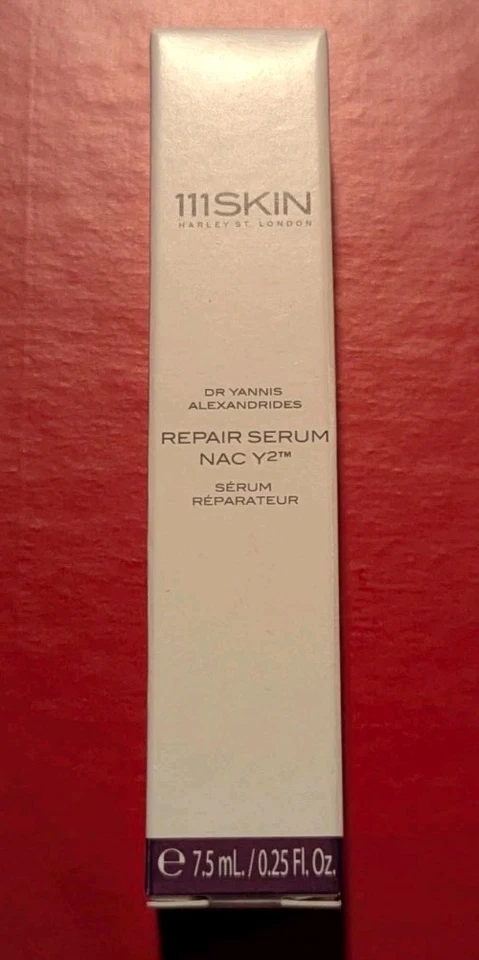 111SKIN
HARLEY ST. LONDON
DR YANNIS
ALEXANDRIDES
REPAIR SERUM
NAC Y2™
SÉRUM
RÉPARATEUR
℮ 7.5 mL. / 0.25 Fl. Oz.